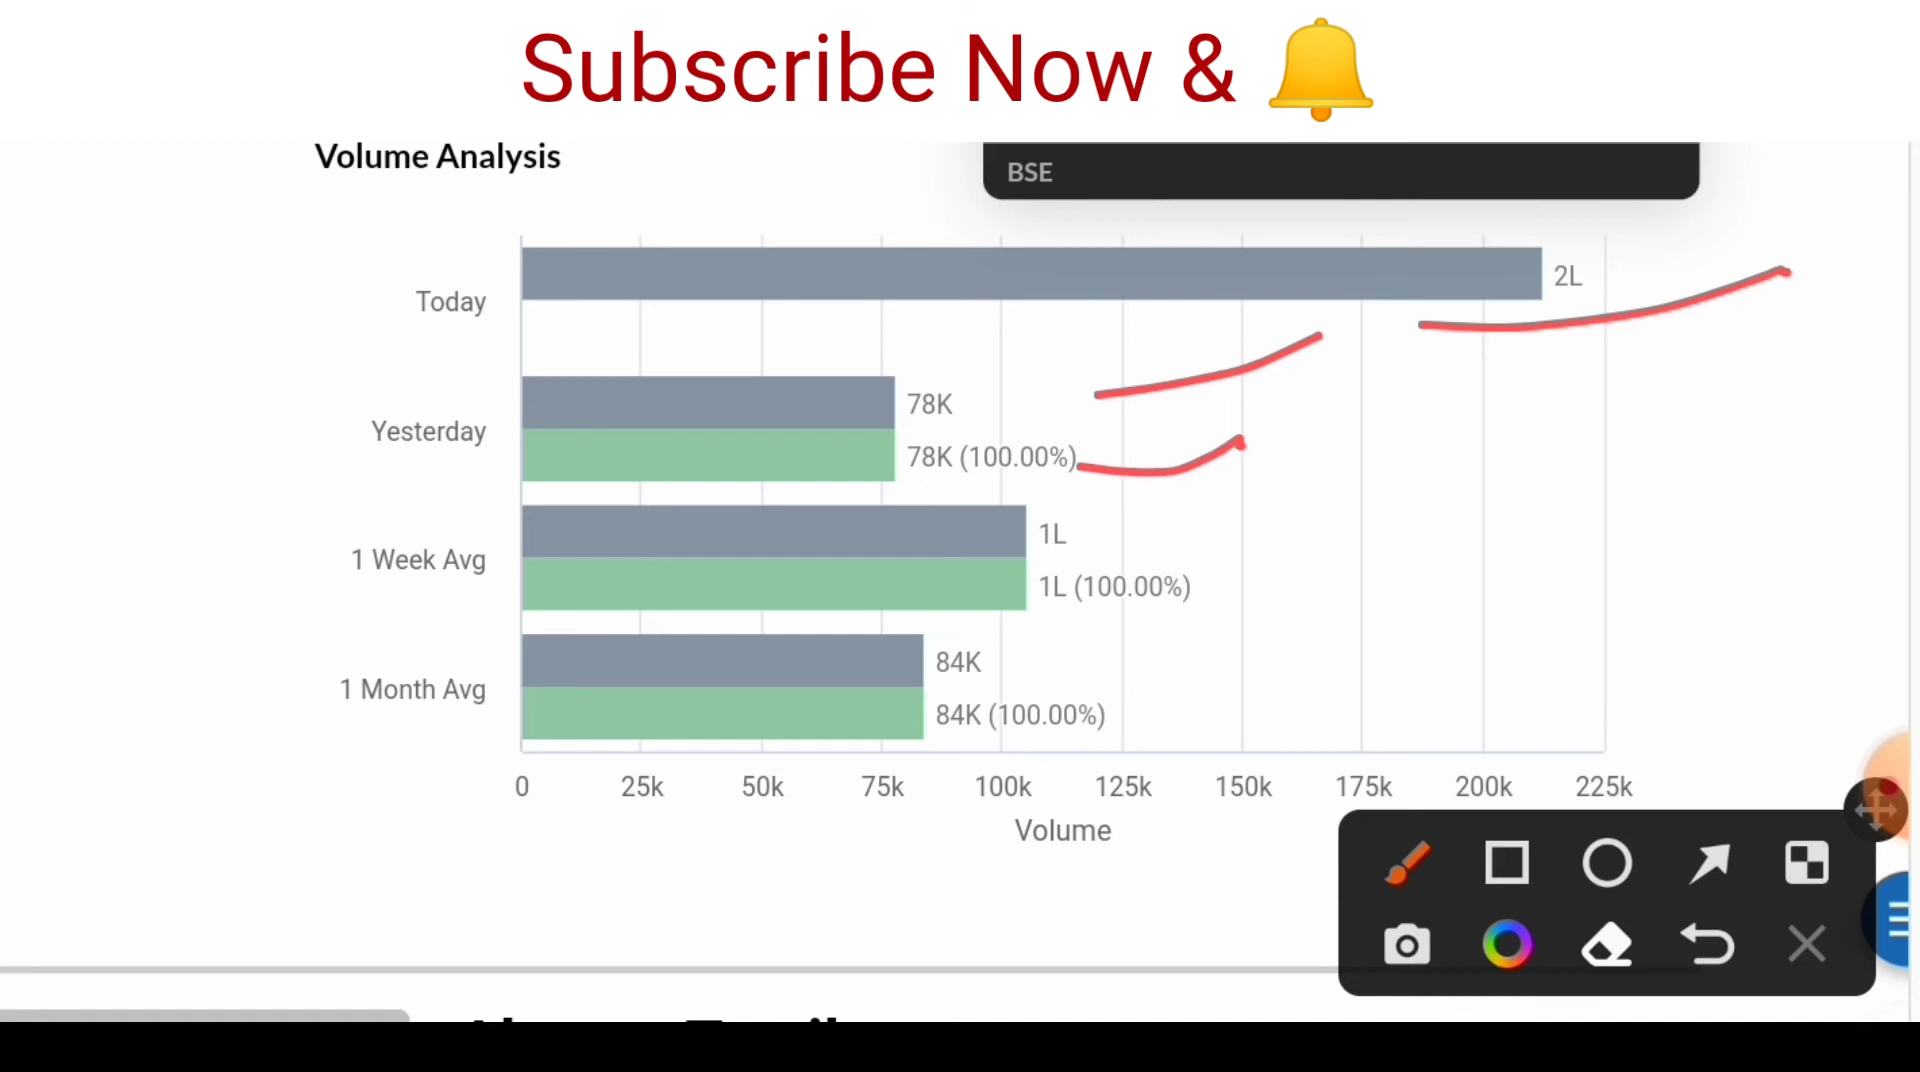 Subscribe Now & 🔔
Volume Analysis
BSE
Today
2L
Yesterday
78K
78K (100.00%)
1 Week Avg
1L
1L (100.00%)
1 Month Avg
84K
84K (100.00%)
0 25k 50k 75k 100k 125k 150k 175k 200k 225k
Volume